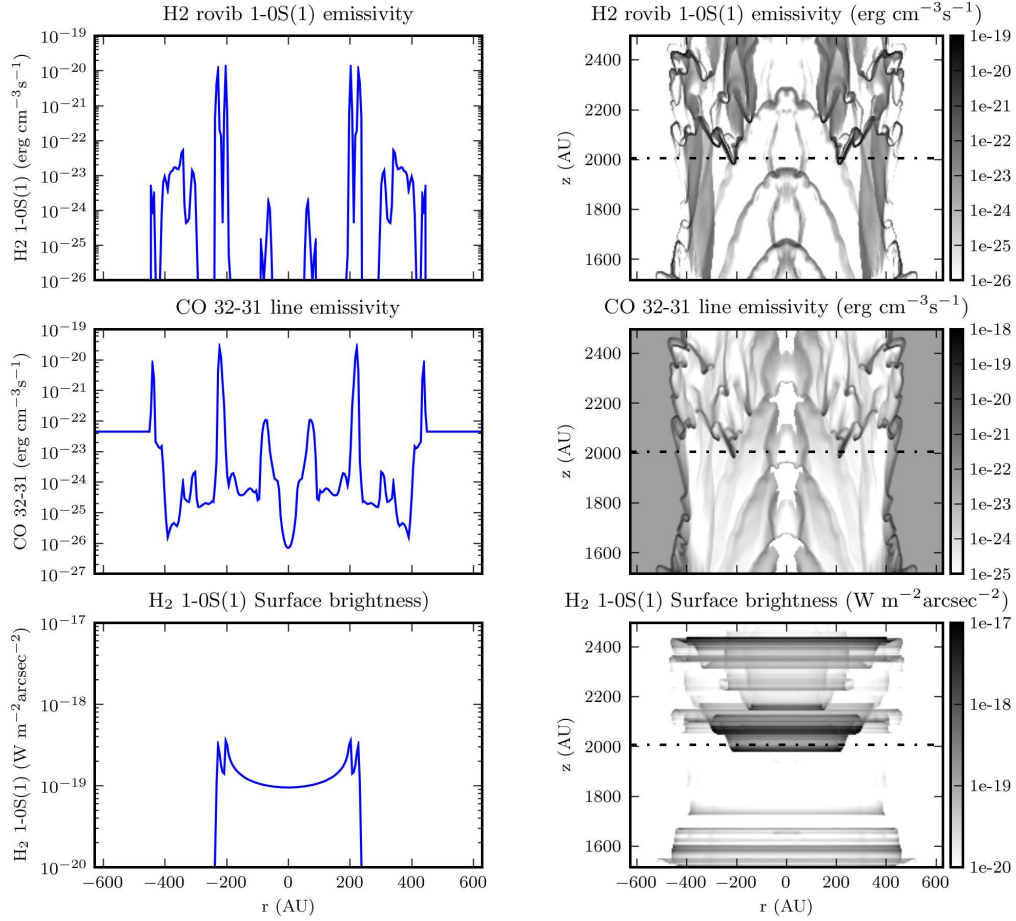 H2 rovib 1-0S(1) emissivity
H2 1-0S(1) (erg cm−3s−1)
10−19
10−20
10−21
10−22
10−23
10−24
10−25
10−26
H2 rovib 1-0S(1) emissivity (erg cm−3s−1)
z (AU)
2400
2200
2000
1800
1600
1e-19
1e-20
1e-21
1e-22
1e-23
1e-24
1e-25
1e-26
CO 32-31 line emissivity
CO 32-31 (erg cm−3s−1)
10−19
10−20
10−21
10−22
10−23
10−24
10−25
10−26
10−27
CO 32-31 line emissivity (erg cm−3s−1)
z (AU)
2400
2200
2000
1800
1600
1e-18
1e-19
1e-20
1e-21
1e-22
1e-23
1e-24
1e-25
H2 1-0S(1) Surface brightness)
H2 1-0S(1) (W m−2arcsec−2)
10−17
10−18
10−19
10−20
−600 −400 −200 0 200 400 600
r (AU)
H2 1-0S(1) Surface brightness (W m−2arcsec−2)
z (AU)
2400
2200
2000
1800
1600
−600 −400 −200 0 200 400 600
r (AU)
1e-17
1e-18
1e-19
1e-20